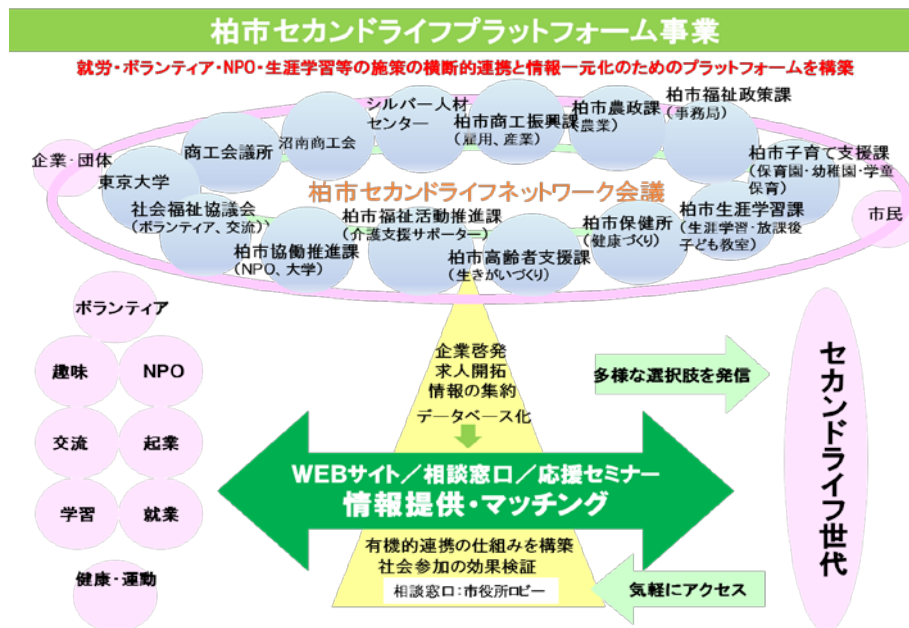 柏市セカンドライフプラットフォーム事業
就労・ボランティア・NPO・生涯学習等の施策の横断的連携と情報一元化のためのプラットフォームを構築
企業・団体
東京大学
商工会議所
沼南商工会
シルバー人材
センター
柏市商工振興課
（雇用、産業）
柏市農政課
（農業）
柏市福祉政策課
（事務局）
柏市子育て支援課
（保育園・幼稚園・学童
保育）
市民
柏市セカンドライフネットワーク会議
社会福祉協議会
（ボランティア、交流）
柏市協働推進課
（NPO、大学）
柏市福祉活動推進課
（介護支援サポーター）
柏市高齢者支援課
（生きがいづくり）
柏市保健所
（健康づくり）
柏市生涯学習課
（生涯学習・放課後
子ども教室）
ボランティア
趣味
NPO
交流
起業
学習
就業
健康・運動
企業啓発
求人開拓
情報の集約
データベース化
WEBサイト／相談窓口／応援セミナー
情報提供・マッチング
有機的連携の仕組みを構築
社会参加の効果検証
相談窓口：市役所ロビー
多様な選択肢を発信
気軽にアクセス
セカンドライフ世代